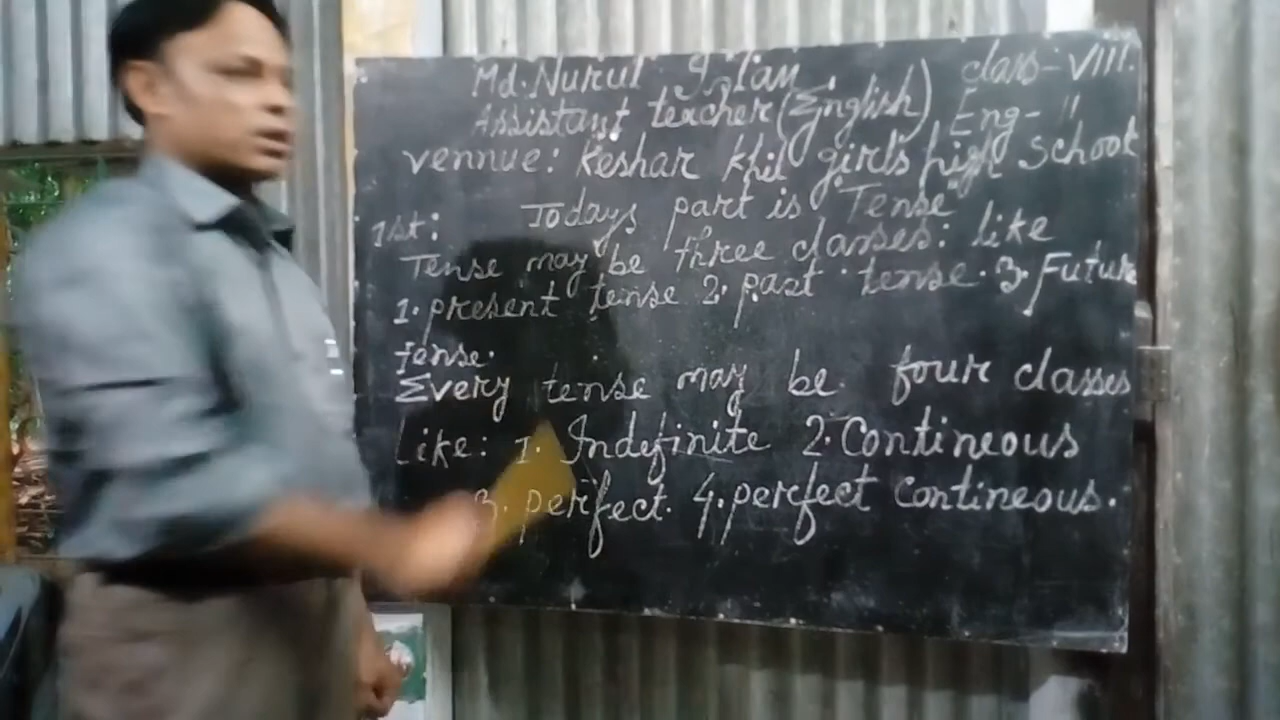 Md. Nurul Islam class-VIII.
Assistant teacher (English) Eng- "
vennue: Keshar khil girls high School
1st: Todays part is "Tense"
Tense may be three classes: like
1. present tense 2. past tense. 3. Future
tense.
Every tense may be four classes
Like: 1. Indefinite 2. Contineous
3. perfect. 4. perfect contineous.